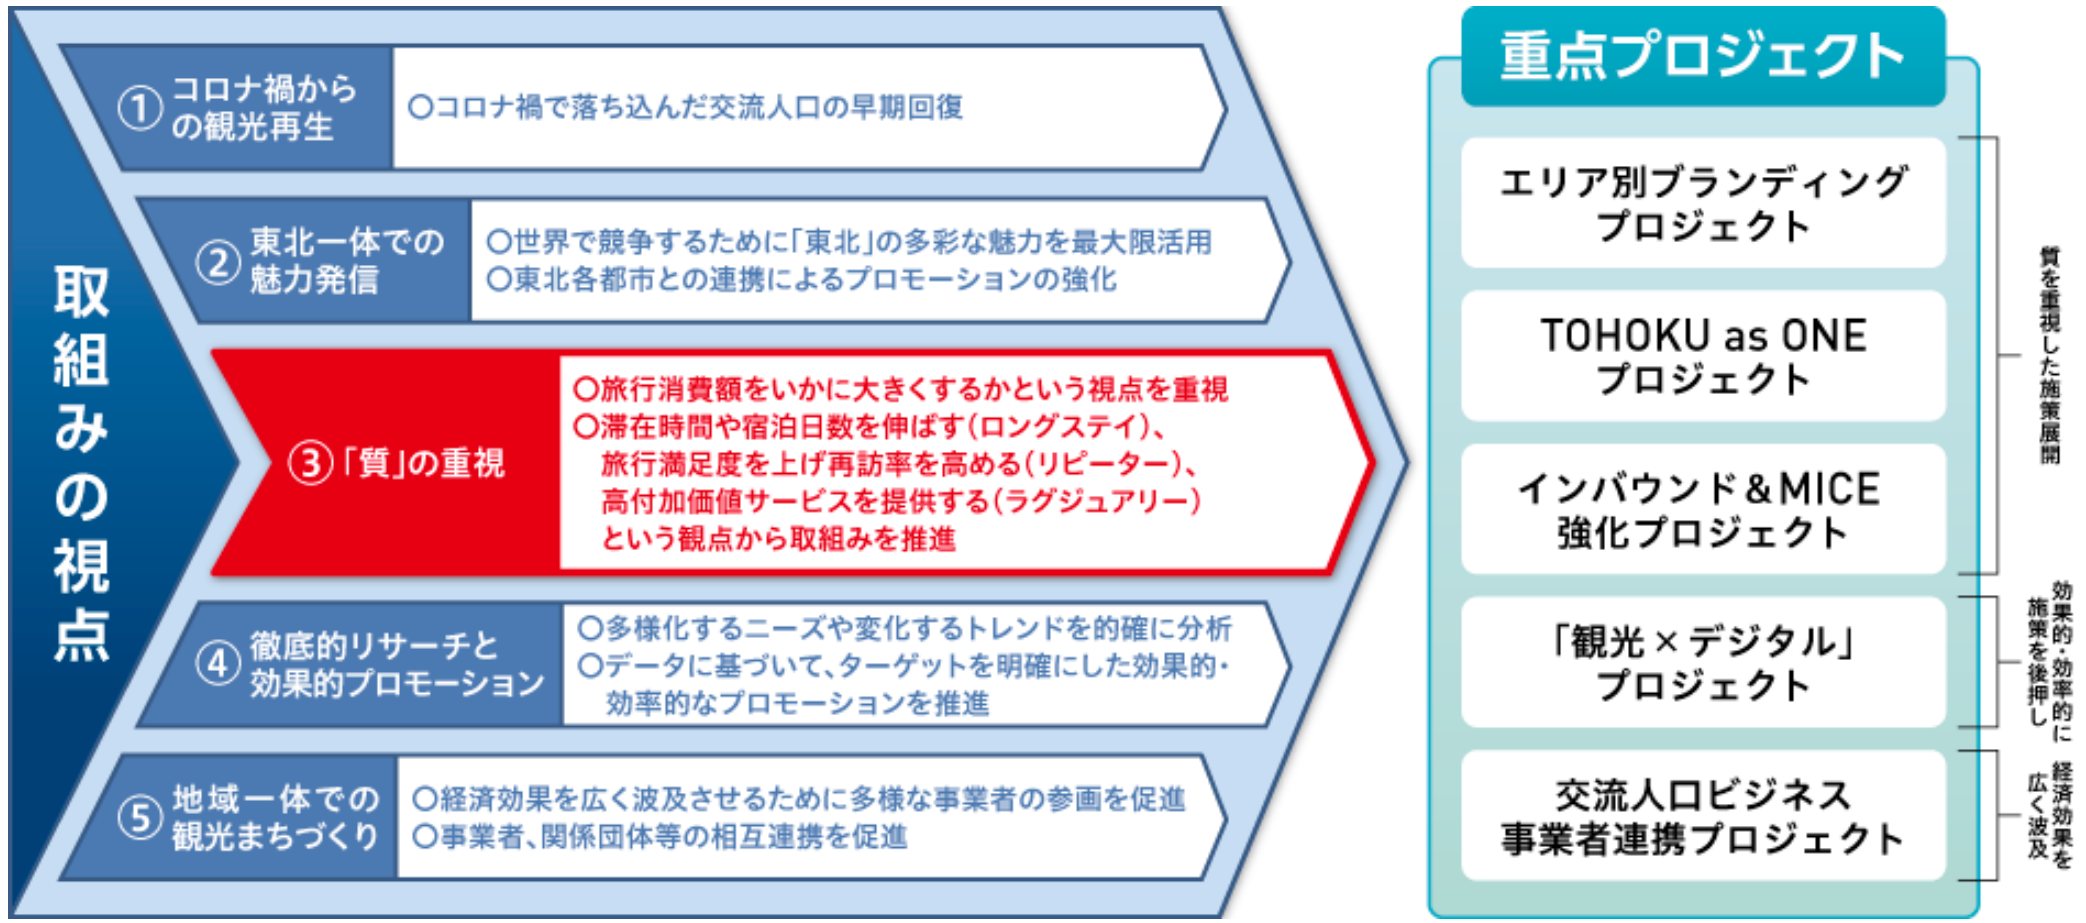 取組みの視点
①コロナ禍から
の観光再生
〇コロナ禍で落ち込んだ交流人口の早期回復
②東北一体での
魅力発信
〇世界で競争するために「東北」の多彩な魅力を最大限活用
〇東北各都市との連携によるプロモーションの強化
③「質」の重視
〇旅行消費額をいかに大きくするかという視点を重視
〇滞在時間や宿泊日数を伸ばす(ロングステイ)、
旅行満足度を上げ再訪率を高める(リピーター)、
高付加価値サービスを提供する(ラグジュアリー)
という観点から取組みを推進
④徹底的リサーチと
効果的プロモーション
〇多様化するニーズや変化するトレンドを的確に分析
〇データに基づいて、ターゲットを明確にした効果的・
効率的なプロモーションを推進
⑤地域一体での
観光まちづくり
〇経済効果を広く波及させるために多様な事業者の参画を促進
〇事業者、関係団体等の相互連携を促進
重点プロジェクト
エリア別ブランディング
プロジェクト
TOHOKU as ONE
プロジェクト
インバウンド&MICE
強化プロジェクト
質を重視した施策展開
「観光×デジタル」
プロジェクト
効果的・効率的に
施策を後押し
交流人口ビジネス
事業者連携プロジェクト
経済効果を
広く波及